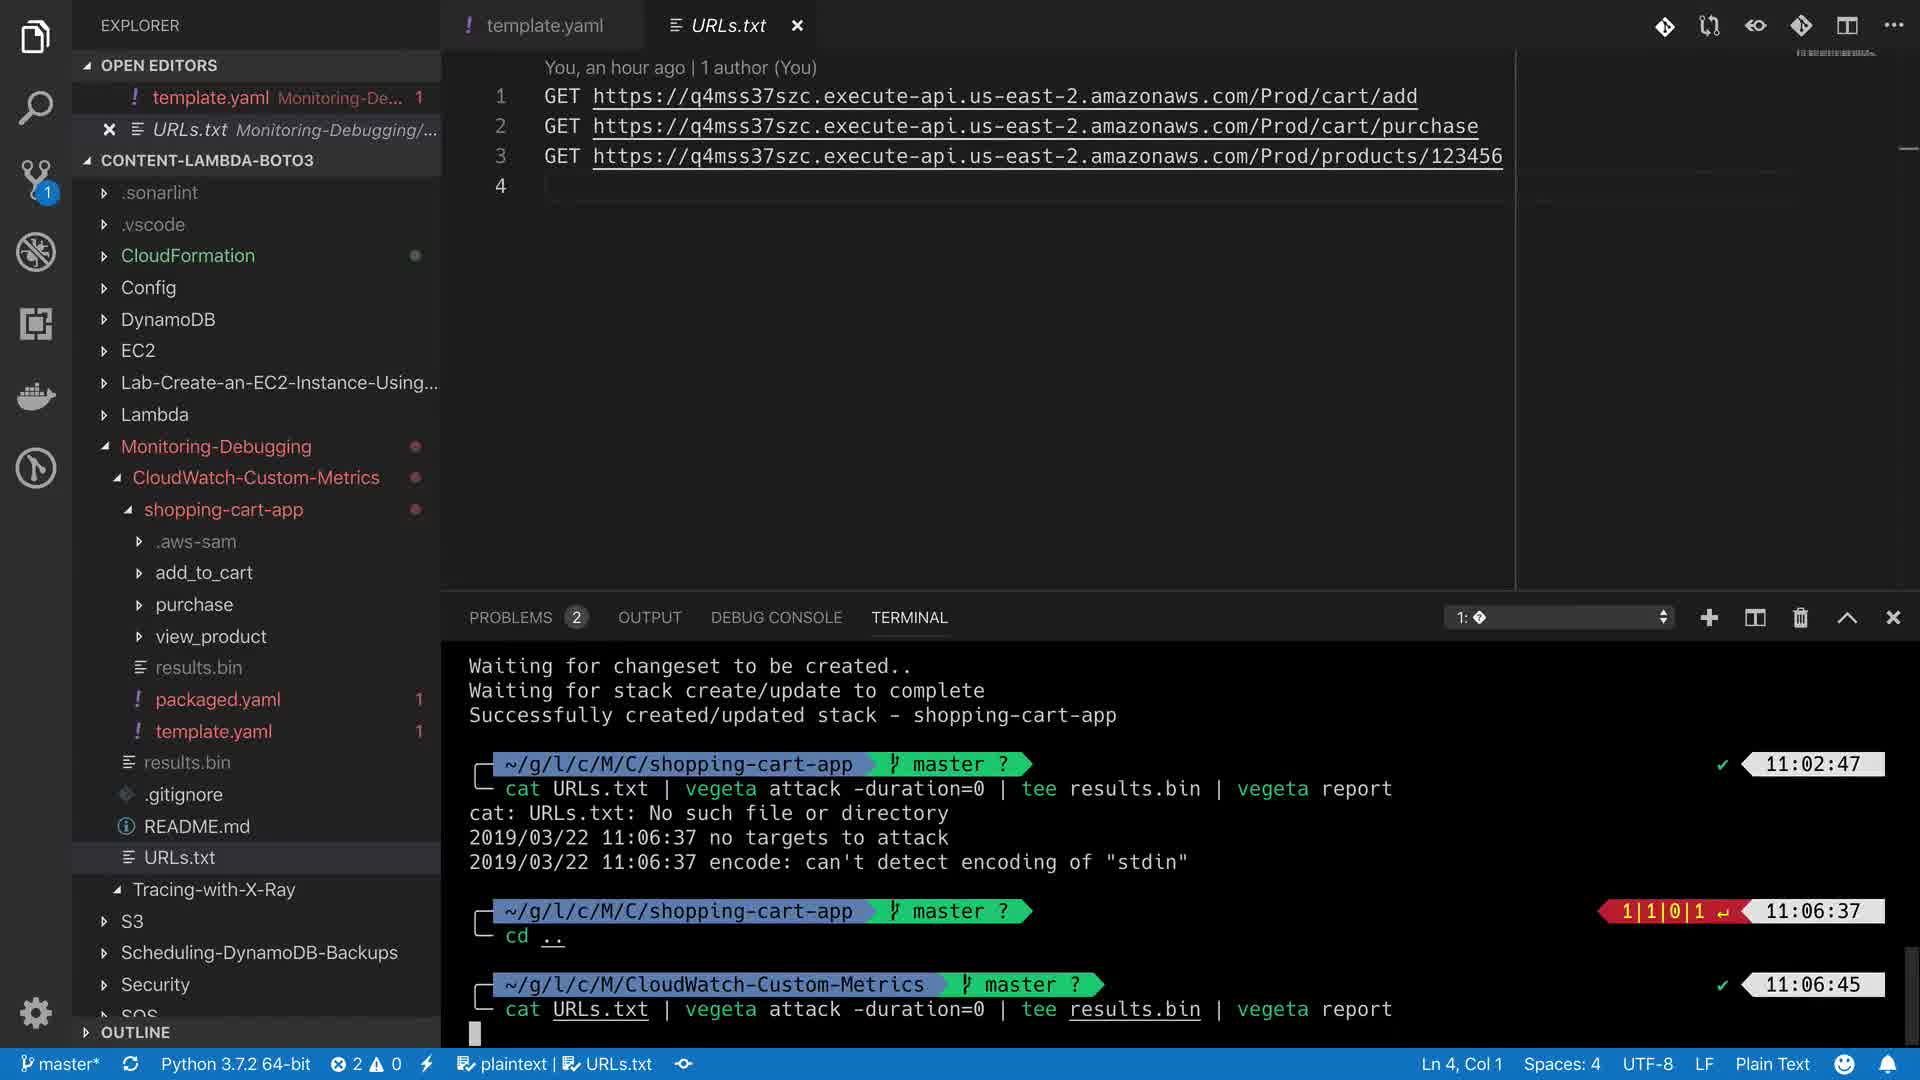 EXPLORER
OPEN EDITORS
! template.yaml Monitoring-De... 1
URLs.txt Monitoring-Debugging/...
CONTENT-LAMBDA-BOTO3
.sonarlint
.vscode
CloudFormation
Config
DynamoDB
EC2
Lab-Create-an-EC2-Instance-Using...
Lambda
Monitoring-Debugging
CloudWatch-Custom-Metrics
shopping-cart-app
.aws-sam
add_to_cart
purchase
view_product
results.bin
! packaged.yaml 1
! template.yaml 1
results.bin
.gitignore
README.md
URLs.txt
Tracing-with-X-Ray
S3
Scheduling-DynamoDB-Backups
Security
SQS
OUTLINE
1
! template.yaml
URLs.txt
You, an hour ago | 1 author (You)
1 GET https://q4mss37szc.execute-api.us-east-2.amazonaws.com/Prod/cart/add
2 GET https://q4mss37szc.execute-api.us-east-2.amazonaws.com/Prod/cart/purchase
3 GET https://q4mss37szc.execute-api.us-east-2.amazonaws.com/Prod/products/123456
4
PROBLEMS 2 OUTPUT DEBUG CONSOLE TERMINAL 1:
Waiting for changeset to be created..
Waiting for stack create/update to complete
Successfully created/updated stack - shopping-cart-app
~/g/l/c/M/C/shopping-cart-app master ? ✔ 11:02:47
cat URLs.txt | vegeta attack -duration=0 | tee results.bin | vegeta report
cat: URLs.txt: No such file or directory
2019/03/22 11:06:37 no targets to attack
2019/03/22 11:06:37 encode: can't detect encoding of "stdin"
~/g/l/c/M/C/shopping-cart-app master ? 1|1|0|1 ↵ 11:06:37
cd ..
~/g/l/c/M/CloudWatch-Custom-Metrics master ? ✔ 11:06:45
cat URLs.txt | vegeta attack -duration=0 | tee results.bin | vegeta report
master* Python 3.7.2 64-bit 2 0 plaintext | URLs.txt Ln 4, Col 1 Spaces: 4 UTF-8 LF Plain Text